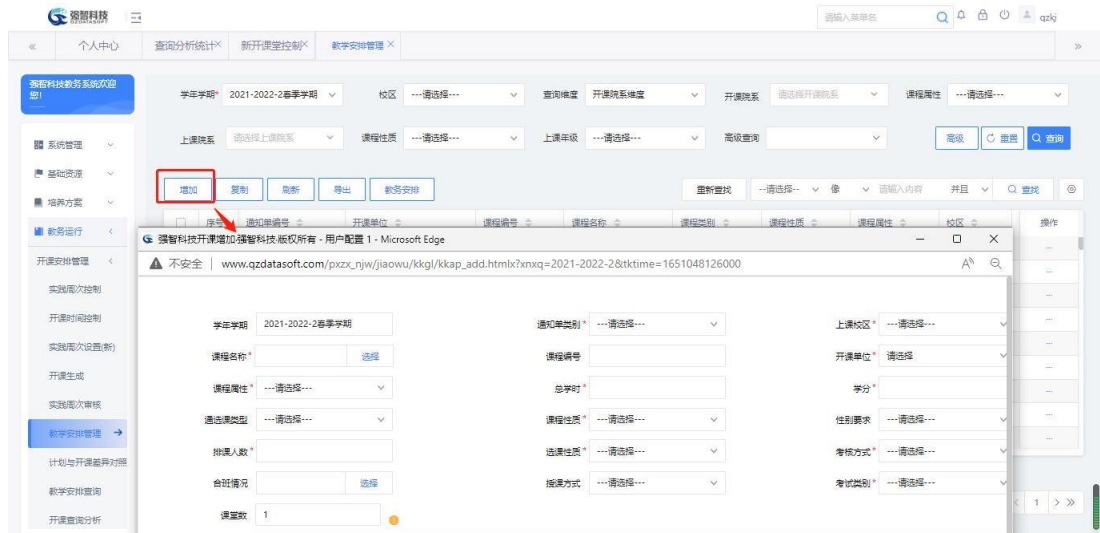 强智科技 请输入菜单名 qzkj
QZDATASOFT
« 个人中心 查询分析统计× 新开课堂控制× 教学安排管理× »
强智科技教务系统欢迎您!
学年学期* 2021-2022-2春季学期 校区 ---请选择--- 查询维度 开课院系维度 开课院系 请选择开课院系 课程属性 ---请选择---
上课院系 请选择上课院系 课程性质 ---请选择--- 上课年级 ---请选择--- 高级查询 高级 重置 查询
系统管理
基础资源
培养方案
教务运行
开课安排管理
实践周次控制
开课时间控制
实践周次设置(新)
开课生成
实践周次审核
教学安排管理 →
计划与开课差异对照
教学安排查询
开课查询分析
增加 复制 刷新 导出 教务安排 重新查找 --请选择-- 像 请输入内容 并且 查找
序号 通知单编号 开课单位 课程编号 课程名称 课程类别 课程性质 课程属性 校区 操作
强智科技开课增加-强智科技·版权所有 - 用户配置 1 - Microsoft Edge
不安全 | www.qzdatasoft.com/pxzx_njw/jiaowu/kkgl/kkap_add.htmlx?xnxq=2021-2022-2&tktime=1651048126000
学年学期 2021-2022-2春季学期 通知单类别* ---请选择--- 上课校区* ---请选择---
课程名称* 选择 课程编号 开课单位* 请选择
课程属性* ---请选择--- 总学时* 学分*
通选课类型 ---请选择--- 课程性质* ---请选择--- 性别要求 ---请选择---
排课人数* 选课性质* ---请选择--- 考核方式* ---请选择---
合班情况 选择 授课方式 ---请选择--- 考试类别* ---请选择---
课堂数 1
< 1 > »